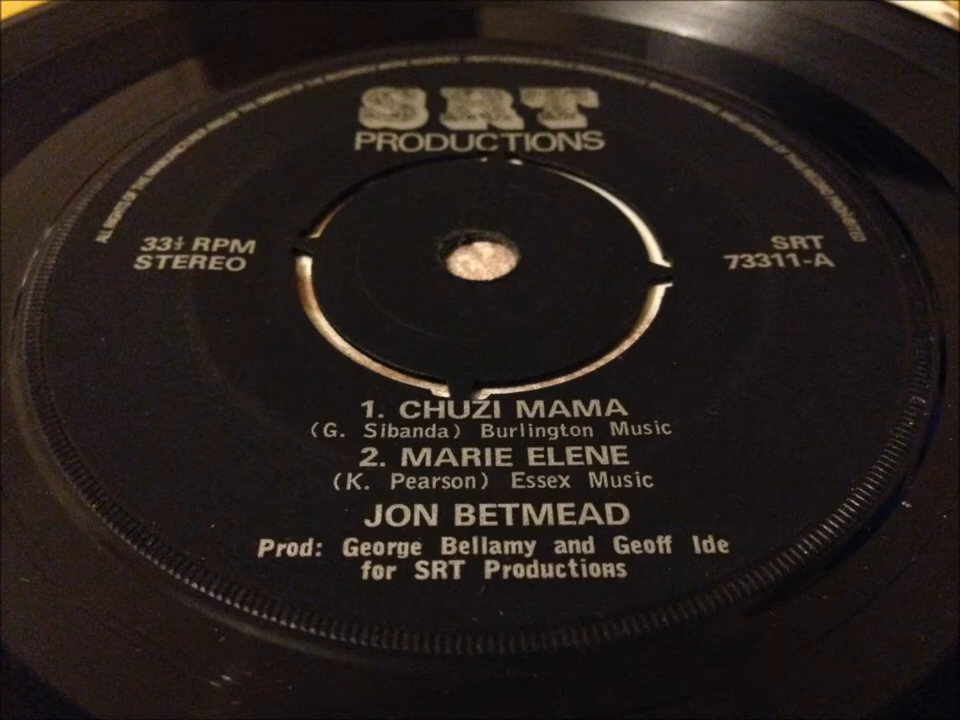 SRT
PRODUCTIONS
33⅓ RPM
STEREO
SRT
73311-A
1. CHUZI MAMA
(G. Sibanda) Burlington Music
2. MARIE ELENE
(K. Pearson) Essex Music
JON BETMEAD
Prod: George Bellamy and Geoff Ide
for SRT Productions